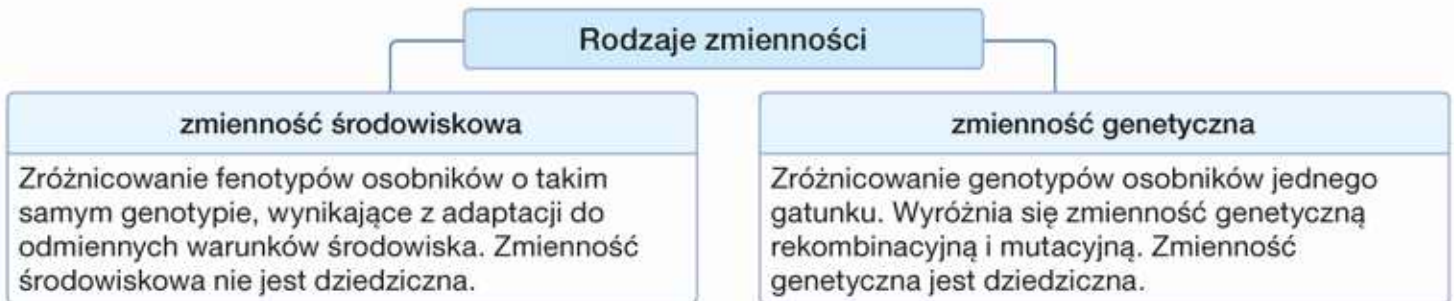 Rodzaje zmienności
zmienność środowiskowa
Zróżnicowanie fenotypów osobników o takim
samym genotypie, wynikające z adaptacji do
odmiennych warunków środowiska. Zmienność
środowiskowa nie jest dziedziczna.
zmienność genetyczna
Zróżnicowanie genotypów osobników jednego
gatunku. Wyróżnia się zmienność genetyczną
rekombinacyjną i mutacyjną. Zmienność
genetyczna jest dziedziczna.